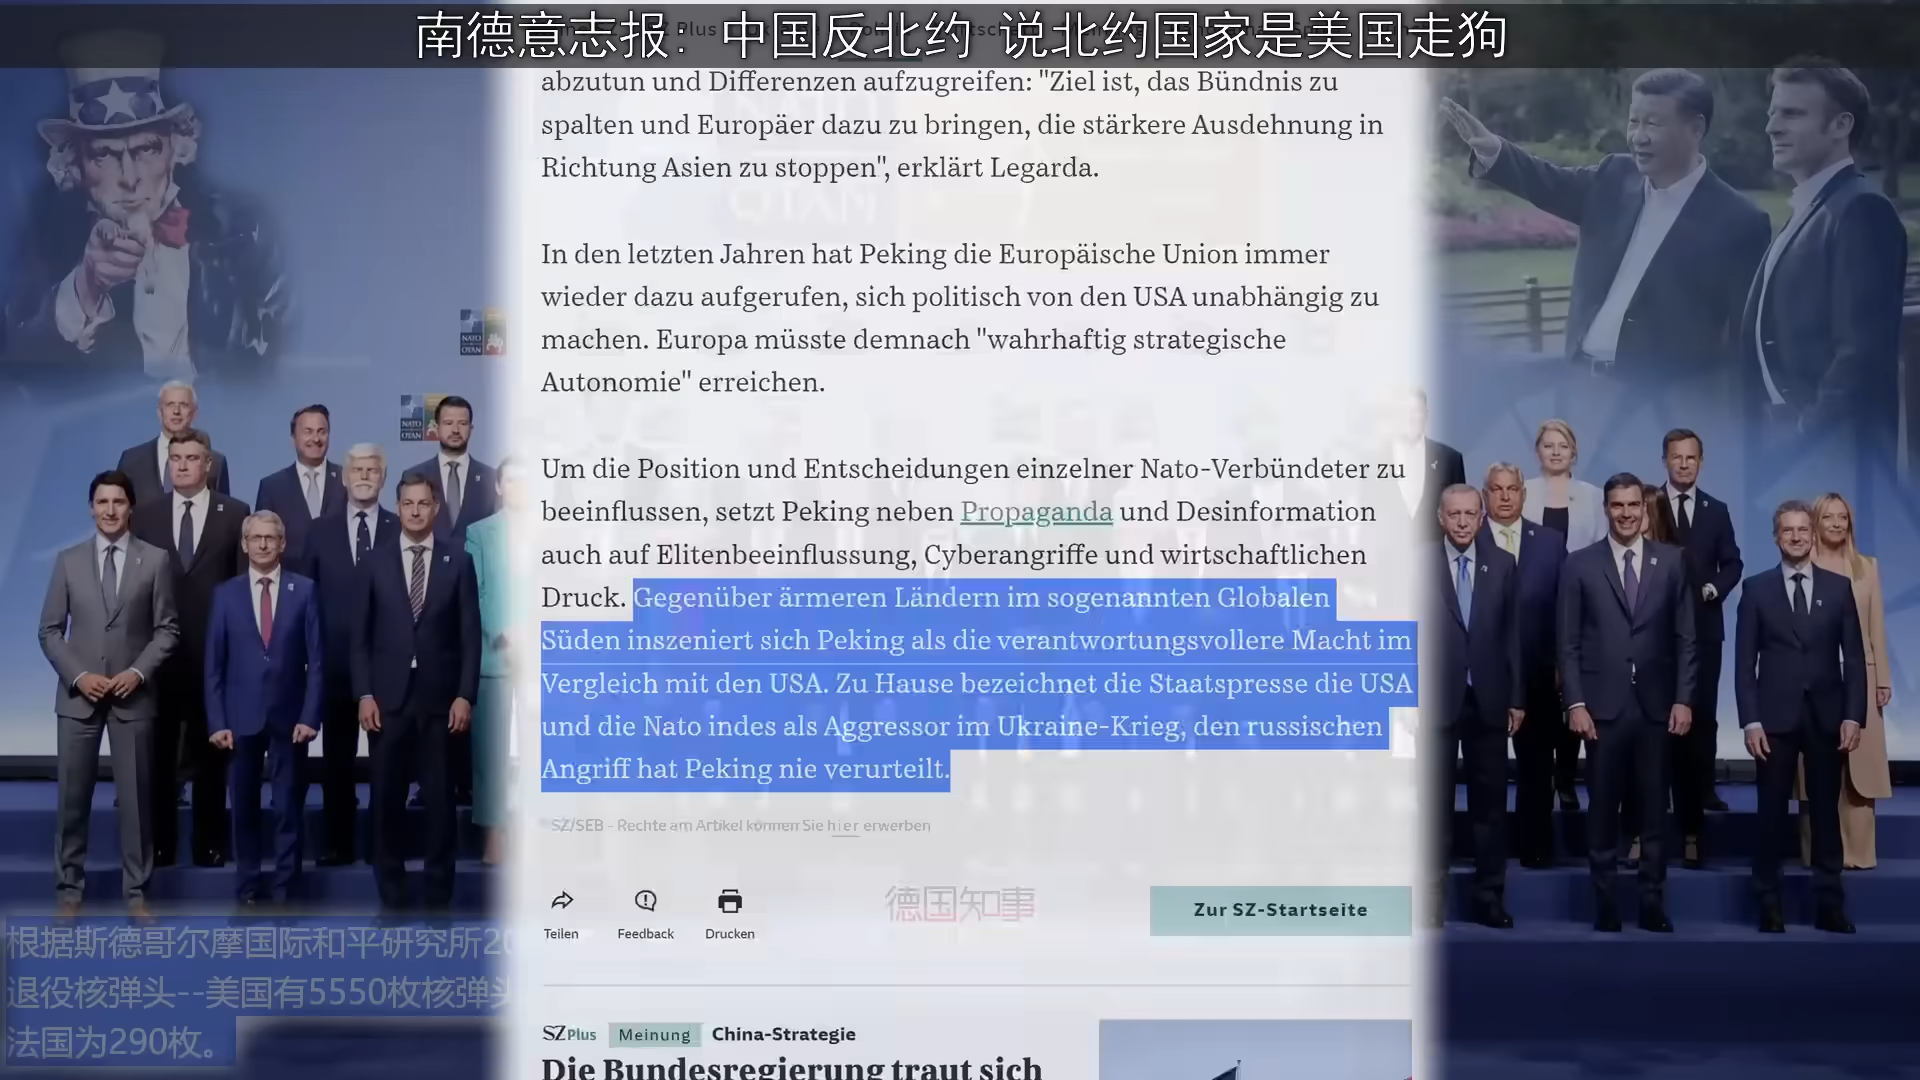 南德意志报：中国反北约 说北约国家是美国走狗
abzutun und Differenzen aufzugreifen: "Ziel ist, das Bündnis zu
spalten und Europäer dazu zu bringen, die stärkere Ausdehnung in
Richtung Asien zu stoppen", erklärt Legarda.
In den letzten Jahren hat Peking die Europäische Union immer
wieder dazu aufgerufen, sich politisch von den USA unabhängig zu
machen. Europa müsste demnach "wahrhaftig strategische
Autonomie" erreichen.
Um die Position und Entscheidungen einzelner Nato-Verbündeter zu
beeinflussen, setzt Peking neben Propaganda und Desinformation
auch auf Elitenbeeinflussung, Cyberangriffe und wirtschaftlichen
Druck. Gegenüber ärmeren Ländern im sogenannten Globalen
Süden inszeniert sich Peking als die verantwortungsvollere Macht im
Vergleich mit den USA. Zu Hause bezeichnet die Staatspresse die USA
und die Nato indes als Aggressor im Ukraine-Krieg, den russischen
Angriff hat Peking nie verurteilt.
SZ/SEB - Rechte am Artikel können Sie hier erwerben
德国知事
Teilen
Feedback
Drucken
Zur SZ-Startseite
SZPlus Meinung China-Strategie
Die Bundesregierung traut sich
NATO
OTAN
NATO
OTAN
NATO
OTAN
根据斯德哥尔摩国际和平研究所20
退役核弹头--美国有5550枚核弹头
法国为290枚。